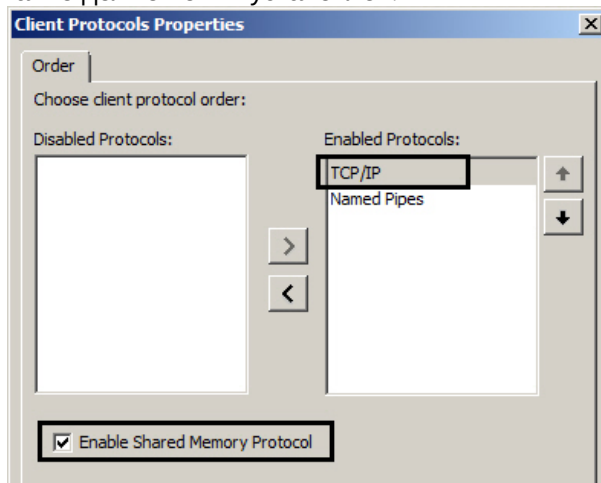 Client Protocols Properties
Order
Choose client protocol order:
Disabled Protocols:
Enabled Protocols:
TCP/IP
Named Pipes
Enable Shared Memory Protocol